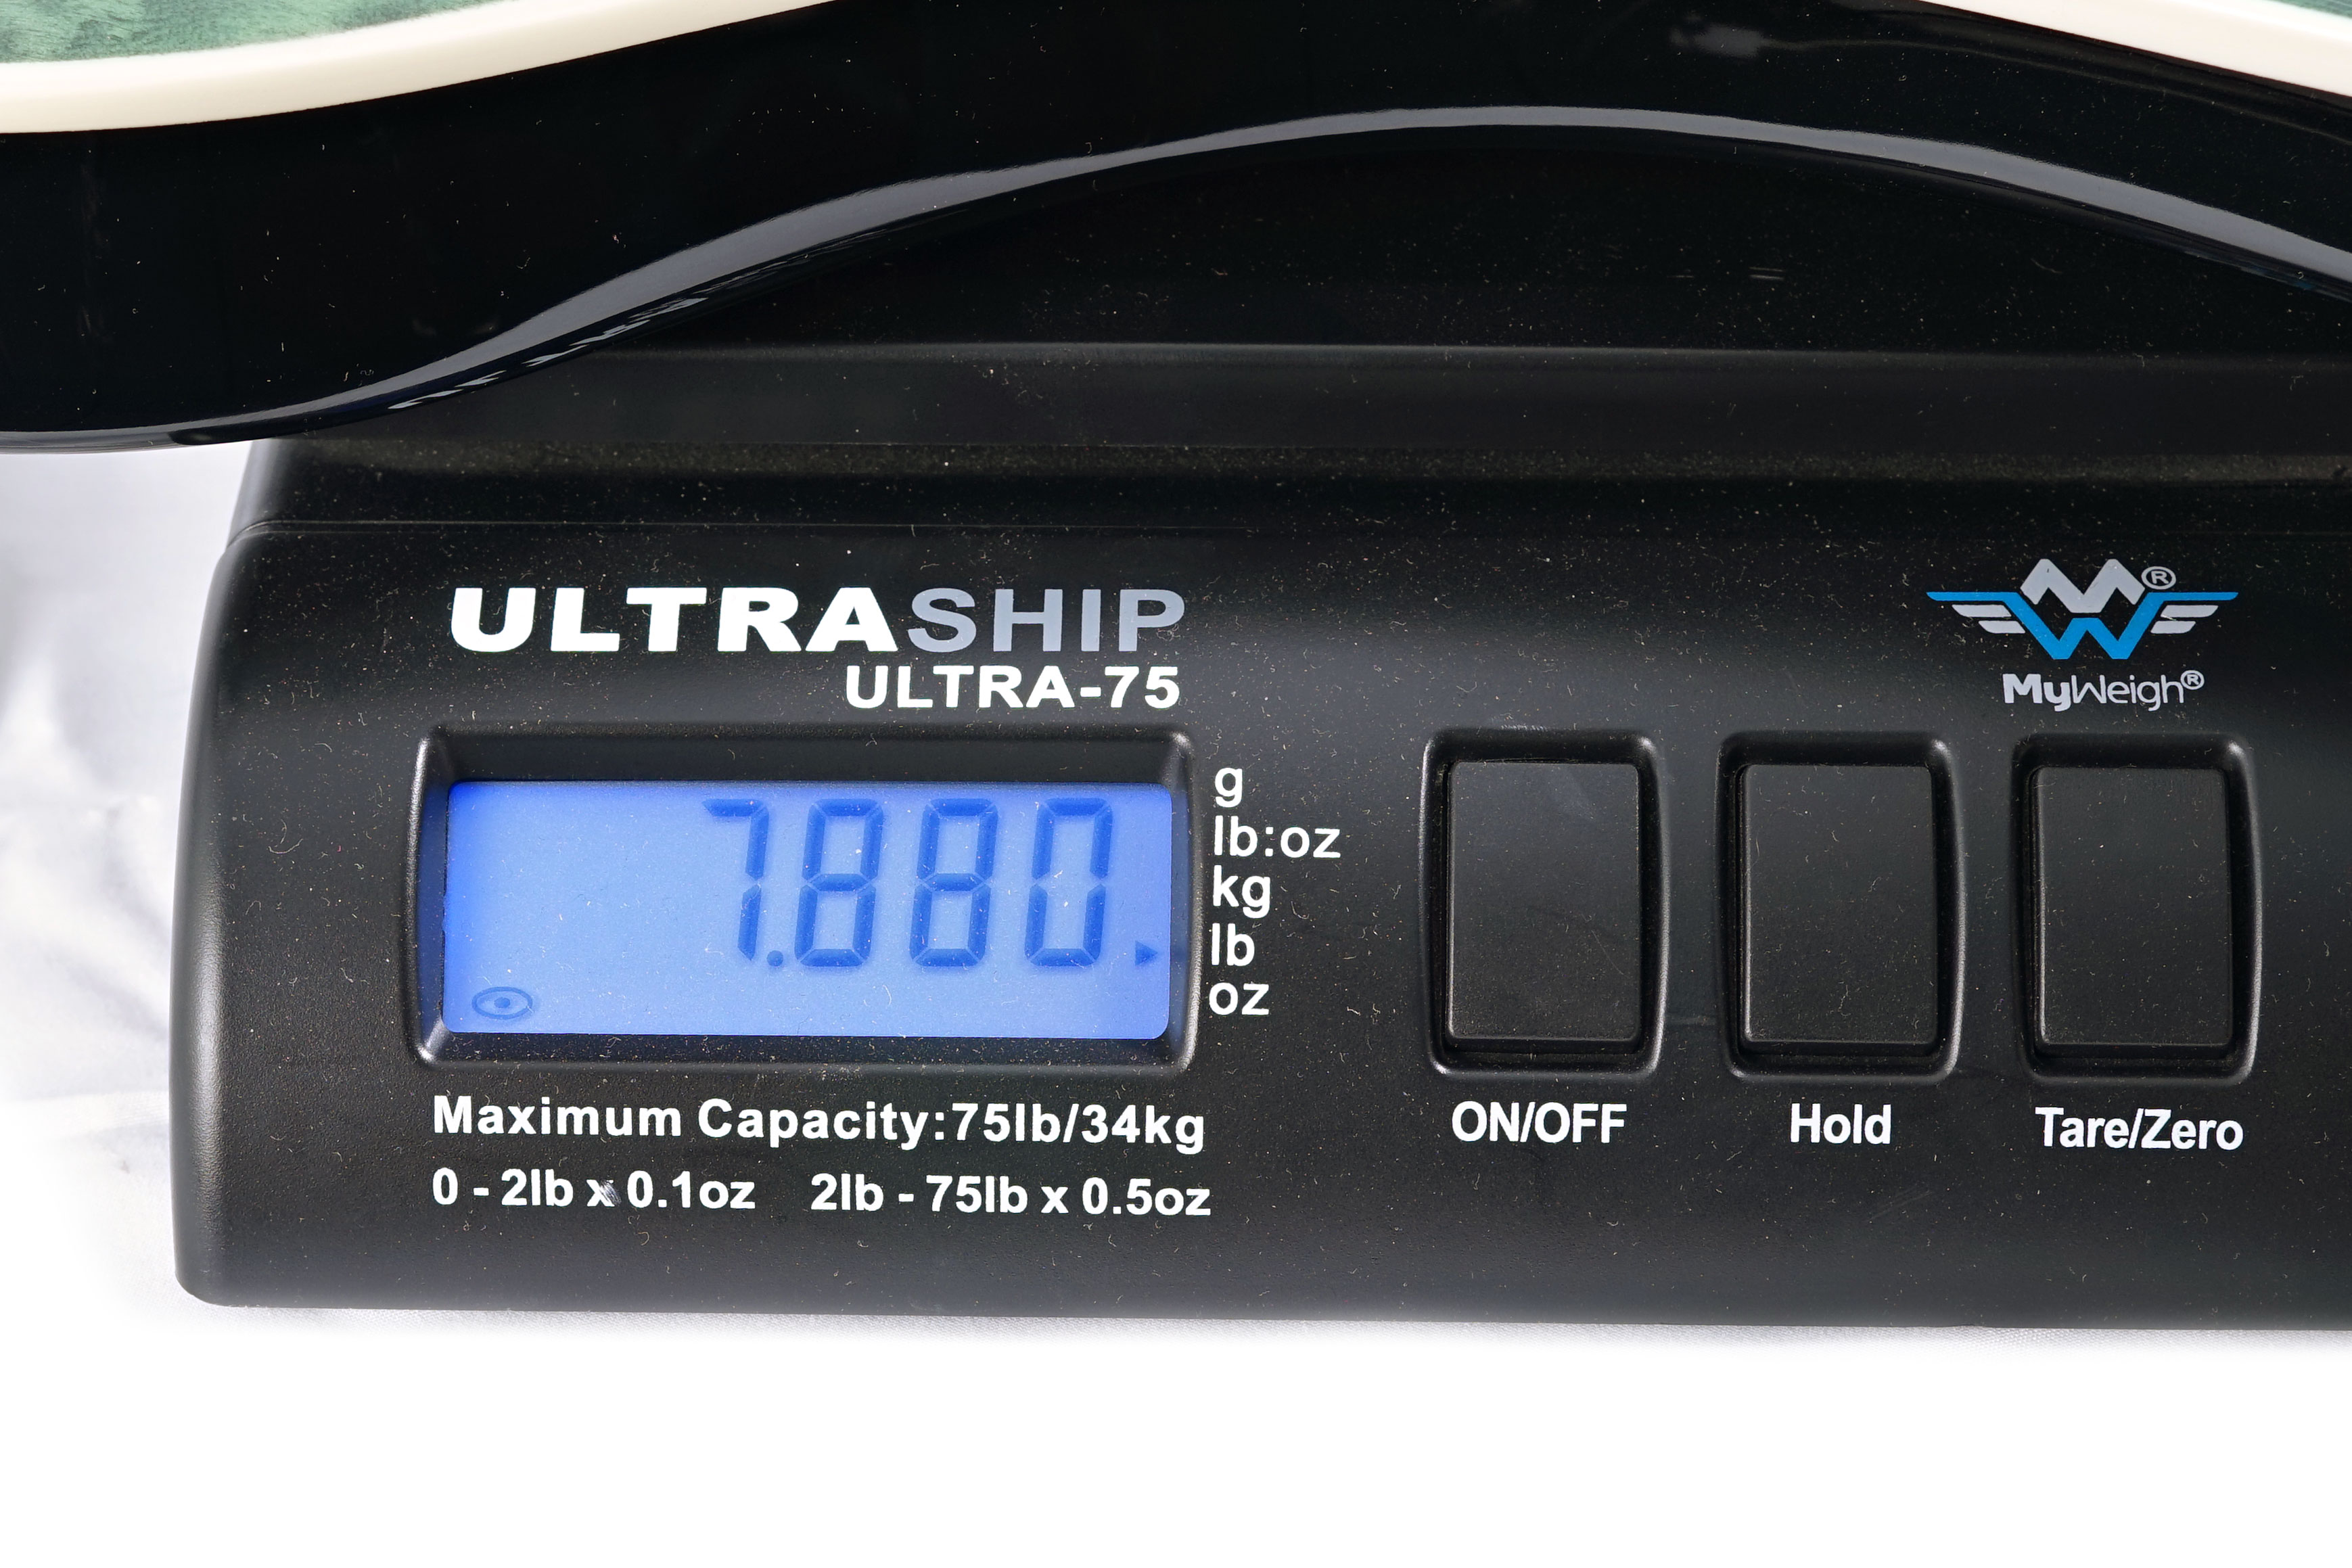 ULTRASHIP
ULTRA-75
®
MyWeigh®
7.880
g
lb:oz
kg
lb
oz
Maximum Capacity:75lb/34kg
0 - 2lb x 0.1oz 2lb - 75lb x 0.5oz
ON/OFF
Hold
Tare/Zero